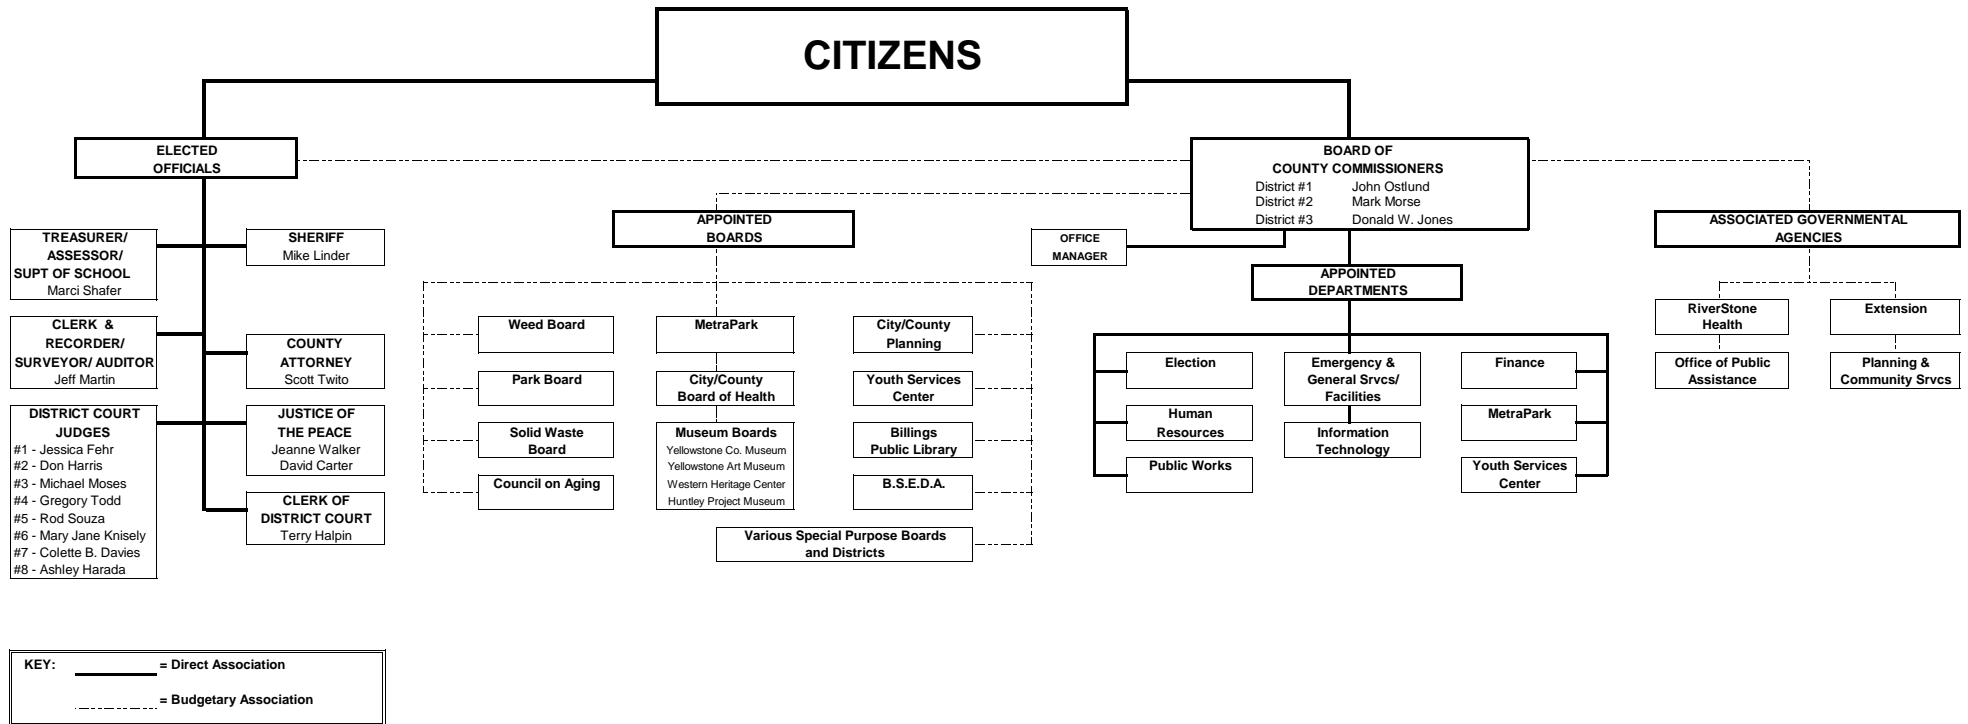 CITIZENS
ELECTED
OFFICIALS
BOARD OF
COUNTY COMMISSIONERS
District #1 John Ostlund
District #2 Mark Morse
District #3 Donald W. Jones
TREASURER/
ASSESSOR/
SUPT OF SCHOOL
Marci Shafer
SHERIFF
Mike Linder
CLERK & 
RECORDER/
SURVEYOR/ AUDITOR
Jeff Martin
COUNTY
ATTORNEY
Scott Twito
DISTRICT COURT
JUDGES
#1 - Jessica Fehr
#2 - Don Harris
#3 - Michael Moses
#4 - Gregory Todd
#5 - Rod Souza
#6 - Mary Jane Knisely
#7 - Colette B. Davies
#8 - Ashley Harada
JUSTICE OF
THE PEACE
Jeanne Walker
David Carter
CLERK OF
DISTRICT COURT
Terry Halpin
APPOINTED
BOARDS
Weed Board
Park Board
Solid Waste
Board
Council on Aging
MetraPark
City/County
Board of Health
Museum Boards
Yellowstone Co. Museum
Yellowstone Art Museum
Western Heritage Center
Huntley Project Museum
City/County
Planning
Youth Services
Center
Billings
Public Library
B.S.E.D.A.
Various Special Purpose Boards
and Districts
OFFICE
MANAGER
APPOINTED
DEPARTMENTS
Election
Human
Resources
Public Works
Emergency &
General Srvcs/
Facilities
Information
Technology
Finance
MetraPark
Youth Services
Center
ASSOCIATED GOVERNMENTAL
AGENCIES
RiverStone
Health
Office of Public
Assistance
Extension
Planning &
Community Srvcs
KEY: = Direct Association
= Budgetary Association